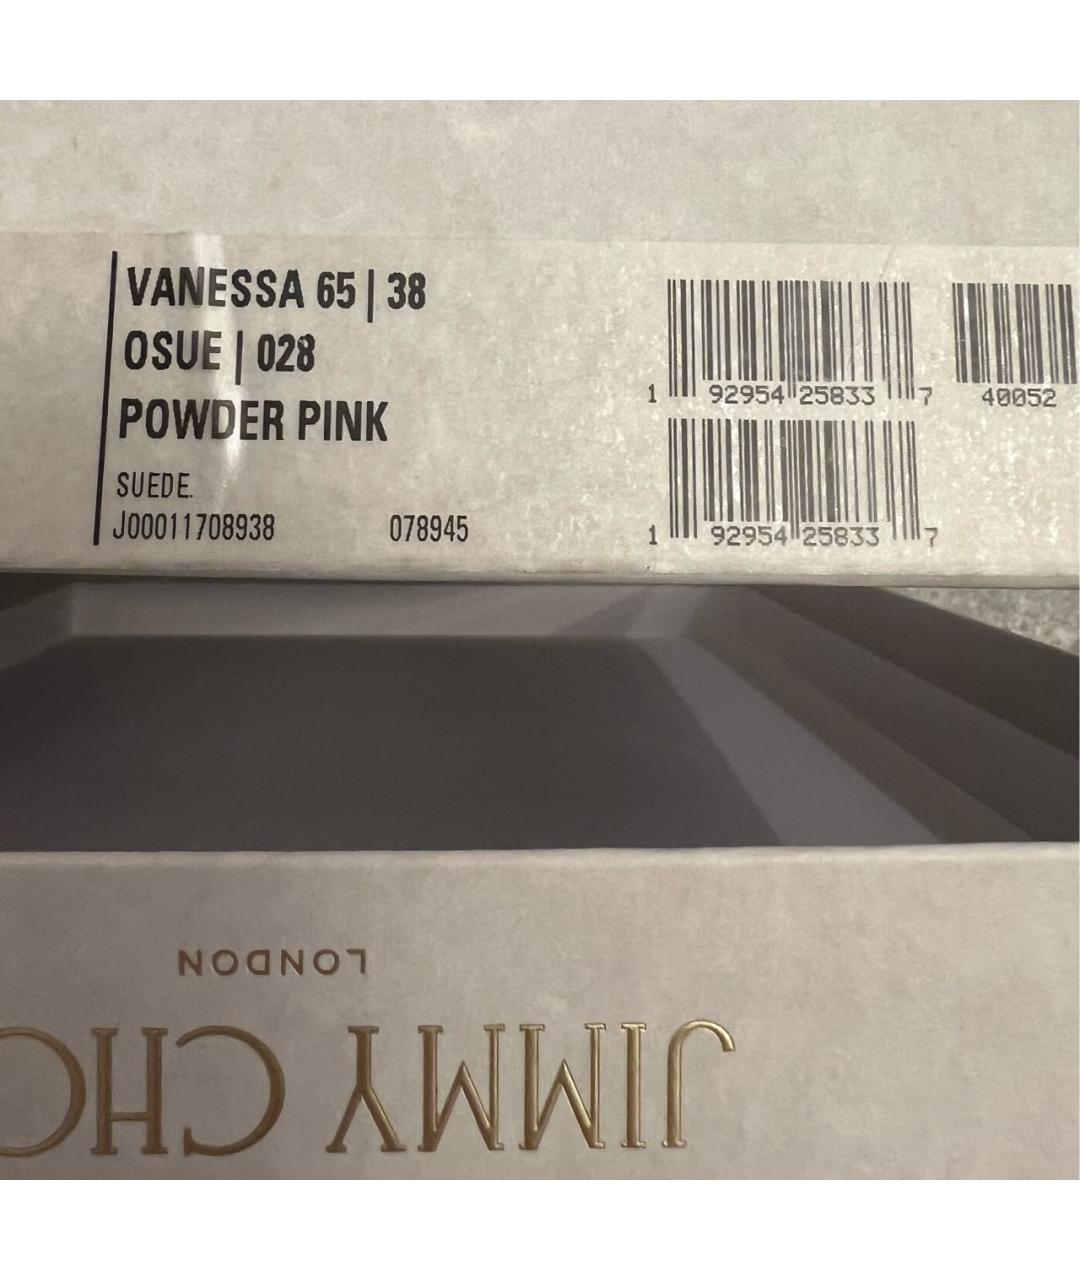 VANESSA 65 | 38
OSUE | 028
POWDER PINK
SUEDE.
J00011708938 078945
1 92954 25833 7
40052
1 92954 25833 7
JIMMY CHO
LONDON